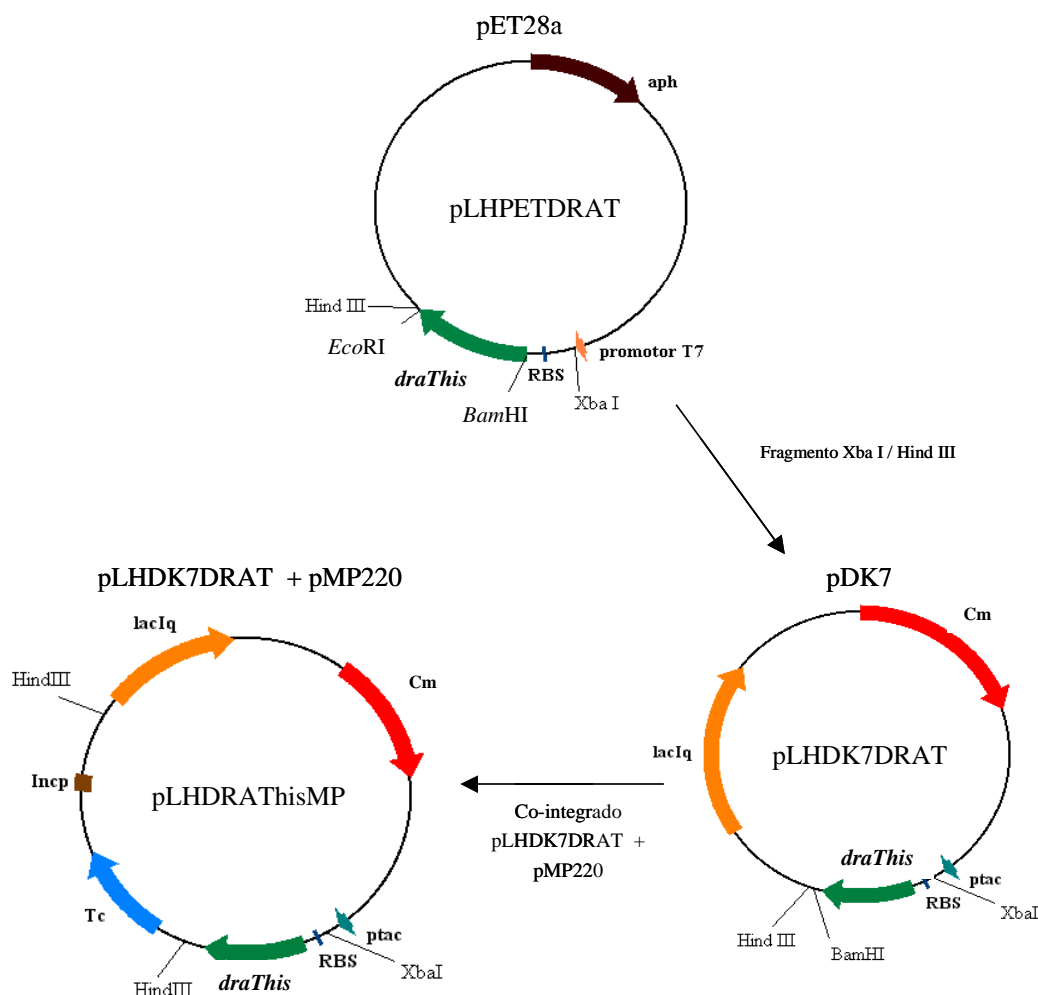 pET28a
aph
pLHPETDRAT
Hind III
EcoRI
promotor T7
draThis
RBS
BamHI
Xba I
Fragmento Xba I / Hind III
pLHDK7DRAT + pMP220
pDK7
lacIq
Cm
HindIII
Cm
lacIq
pLHDK7DRAT
Incp
pLHDRAThisMP
Co-integrado
pLHDK7DRAT +
pMP220
draThis
ptac
RBS
XbaI
Hind III
BamHI
Tc
ptac
RBS
XbaI
draThis
HindIII